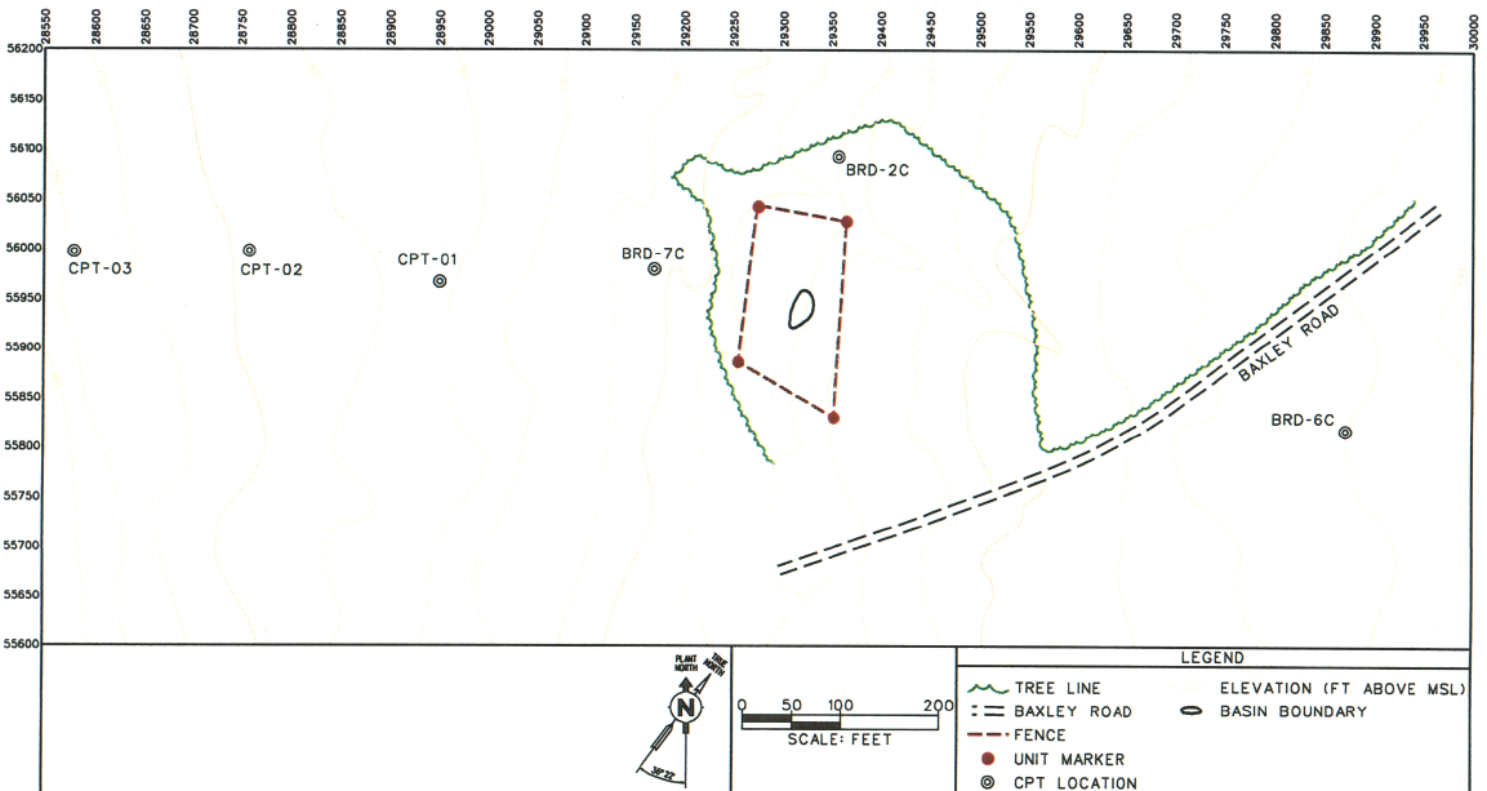 28550 28600 28650 28700 28750 28800 28850 28900 28950 29000 29050 29100 29150 29200 29250 29300 29350 29400 29450 29500 29550 29600 29650 29700 29750 29800 29850 29900 29950 30000
56200
56150
56100
BRD-2C
56050
56000
CPT-03
CPT-02
CPT-01
BRD-7C
55950
55900
BAXLEY ROAD
55850
BRD-6C
55800
55750
55700
55650
55600
PLANT NORTH
TRUE NORTH
N
0 50 100 200
SCALE: FEET
LEGEND
TREE LINE
BAXLEY ROAD
FENCE
UNIT MARKER
CPT LOCATION
ELEVATION (FT ABOVE MSL)
BASIN BOUNDARY